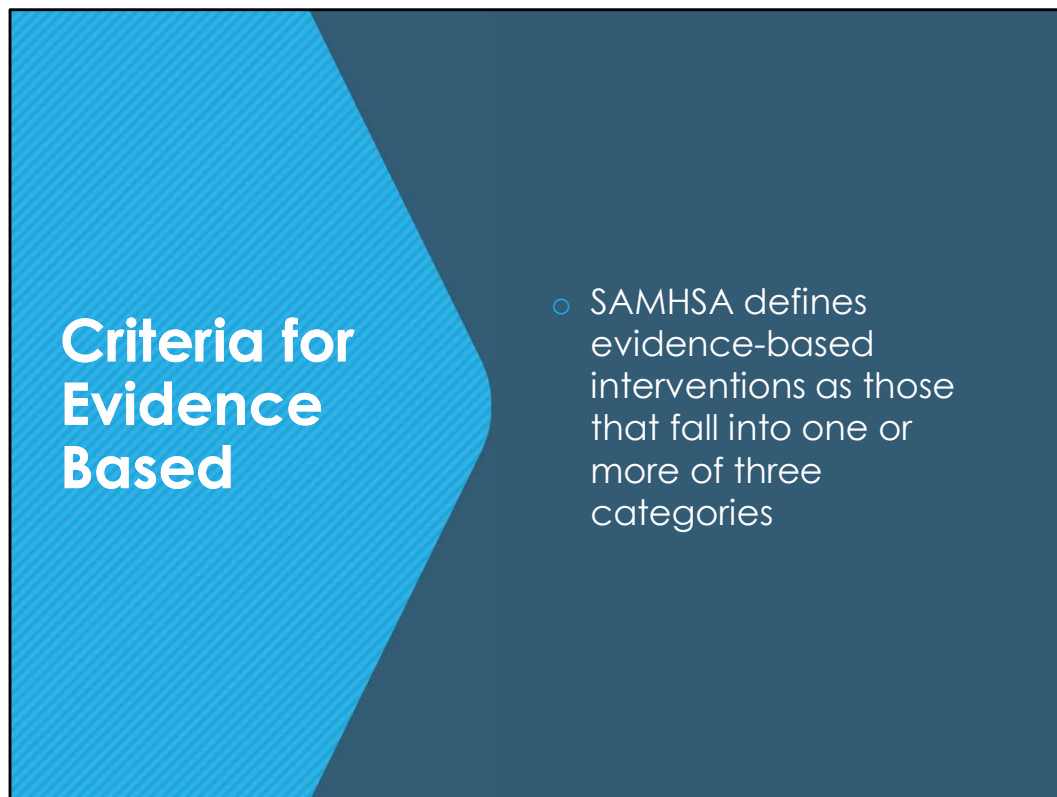 Criteria for
Evidence
Based
o SAMHSA defines
evidence-based
interventions as those
that fall into one or
more of three
categories